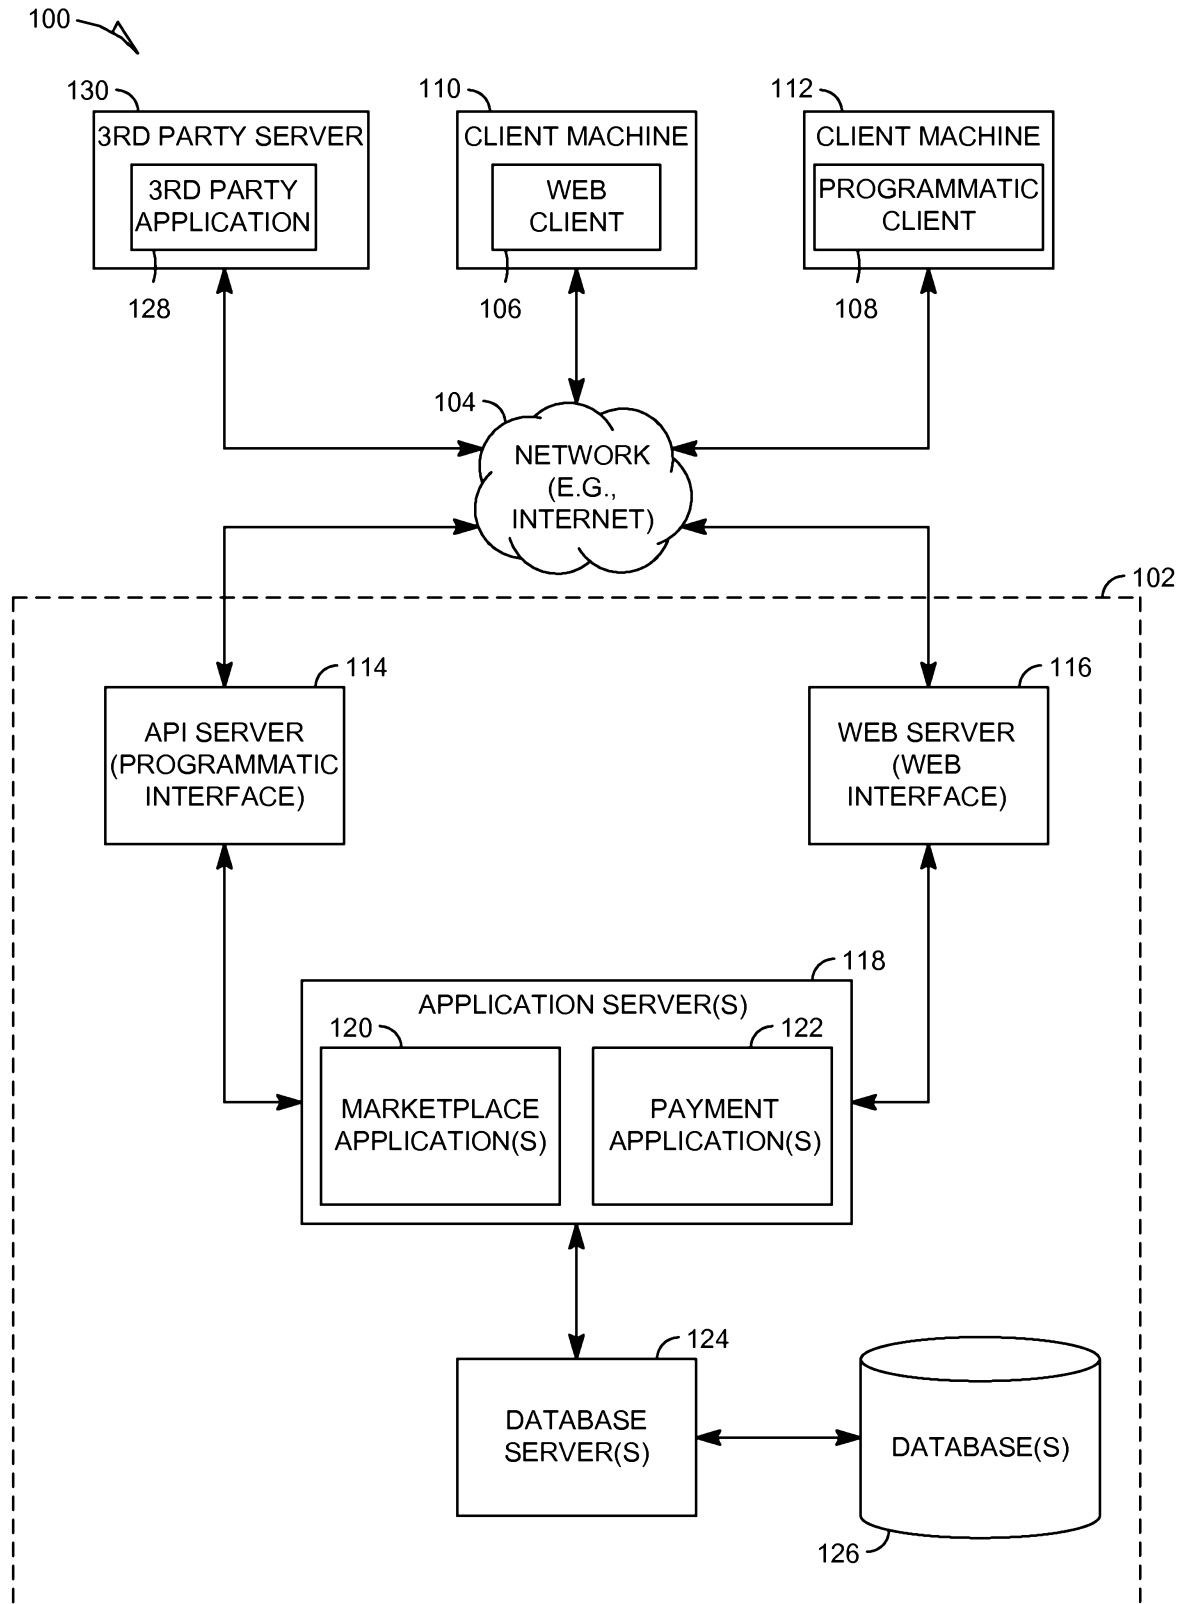 100
130
110
112
3RD PARTY SERVER
CLIENT MACHINE
CLIENT MACHINE
3RD PARTY
APPLICATION
WEB
CLIENT
PROGRAMMATIC
CLIENT
128
106
108
104
NETWORK
(E.G.,
INTERNET)
102
114
116
API SERVER
(PROGRAMMATIC
INTERFACE)
WEB SERVER
(WEB
INTERFACE)
118
APPLICATION SERVER(S)
120
122
MARKETPLACE
APPLICATION(S)
PAYMENT
APPLICATION(S)
124
DATABASE
SERVER(S)
DATABASE(S)
126